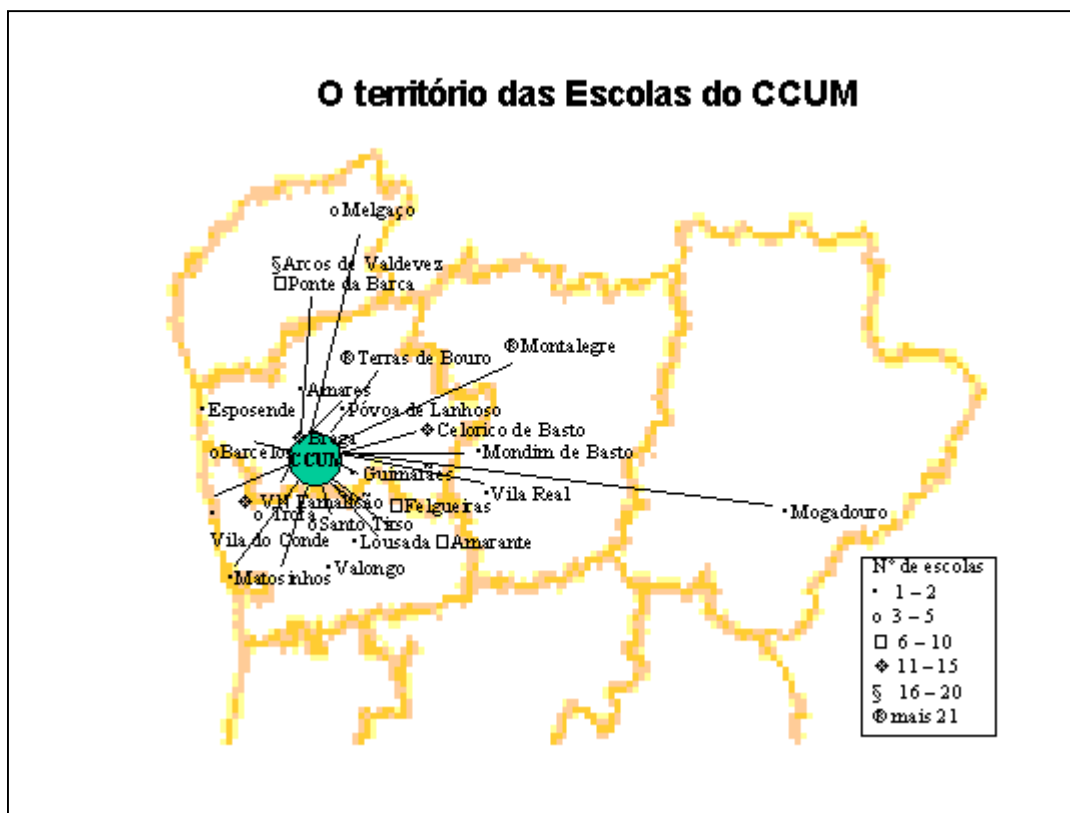 O território das Escolas do CCUM
o Melgaço
§Arcos de Valdevez
□Ponte da Barca
®Terras de Bouro
®Montalegre
·Amares
·Esposende
·Póvoa de Lanhoso
❖Braga
❖Celorico de Basto
oBarcelos
CCUM
·Mondim de Basto
·Guimarães
·Vila Real
❖ VN Famalicão
□Felgueiras
·Mogadouro
o Trofa
oSanto Tirso
Vila do Conde
·Lousada
□Amarante
·Valongo
·Matosinhos
Nº de escolas
· 1 – 2
o 3 – 5
□ 6 – 10
❖ 11 – 15
§ 16 – 20
® mais 21